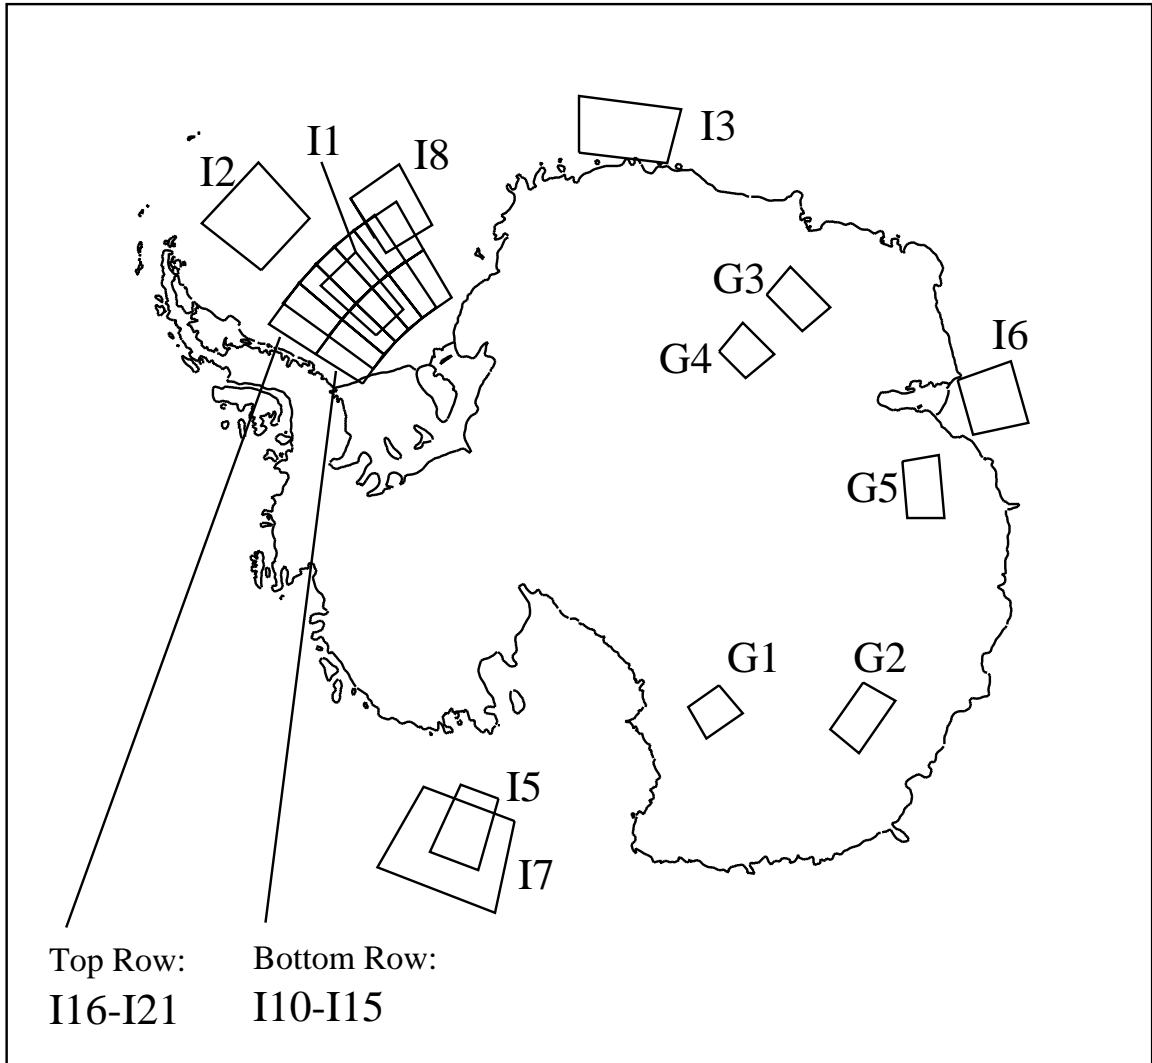 I3
I1
I8
I2
G3
I6
G4
G5
G1
G2
I5
I7
Top Row:
I16-I21
Bottom Row:
I10-I15